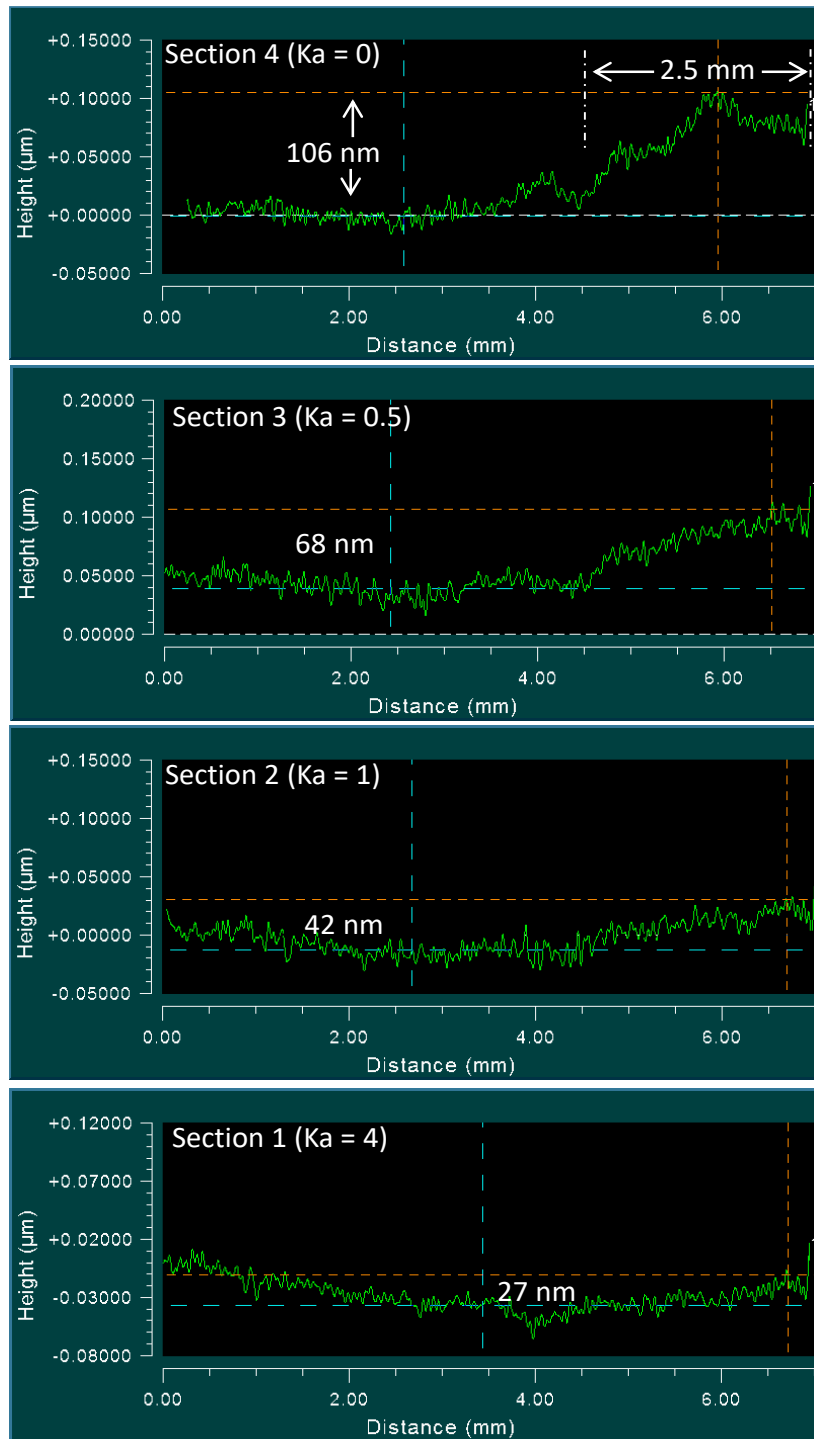 +0.15000
Section 4 (Ka = 0)
2.5 mm
+0.10000
106 nm
+0.05000
+0.00000
-0.05000
Height (µm)
0.00 2.00 4.00 6.00
Distance (mm)
0.20000
Section 3 (Ka = 0.5)
0.15000
0.10000
68 nm
0.05000
0.00000
Height (µm)
0.00 2.00 4.00 6.00
Distance (mm)
+0.15000
Section 2 (Ka = 1)
+0.10000
+0.05000
42 nm
+0.00000
-0.05000
Height (µm)
0.00 2.00 4.00 6.00
Distance (mm)
+0.12000
Section 1 (Ka = 4)
+0.07000
+0.02000
27 nm
-0.03000
-0.08000
Height (µm)
0.00 2.00 4.00 6.00
Distance (mm)